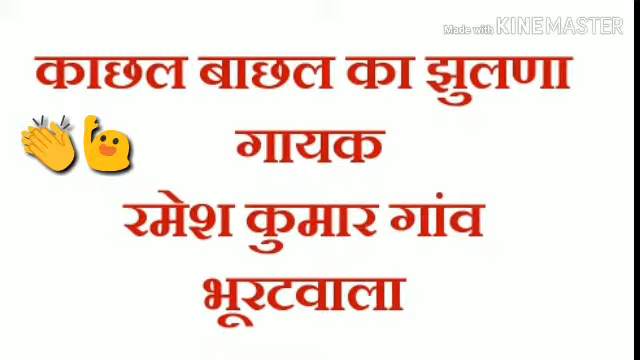 Made with KINEMASTER
काछल बाछल का झुलणा
गायक
रमेश कुमार गांव
भूरटवाला